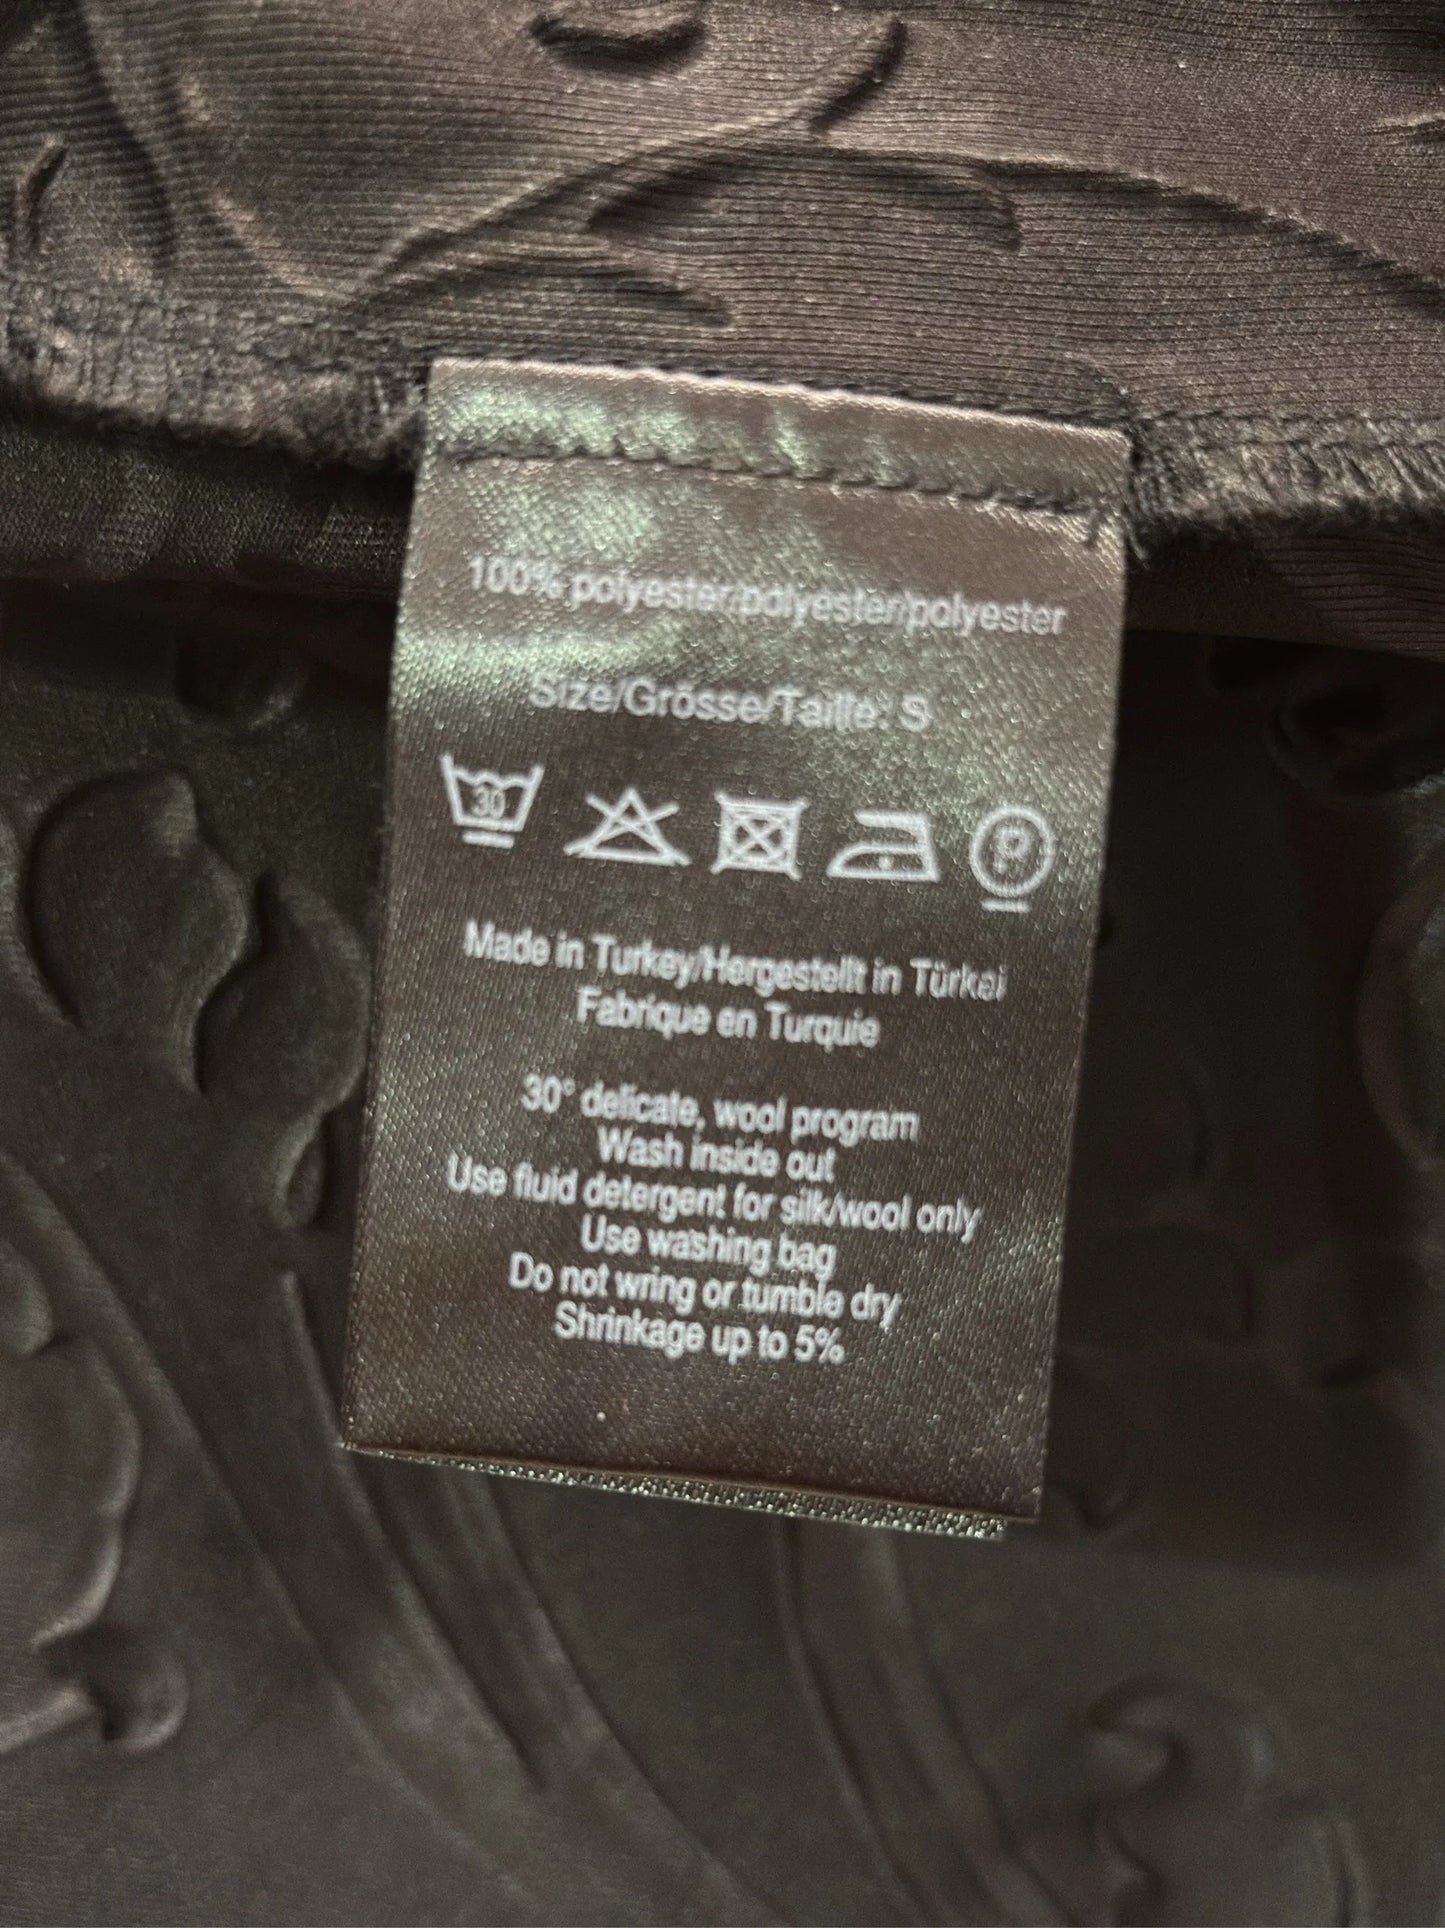 100% polyester/polyester/polyester
Size/Grösse/Taille: S
30 P
Made in Turkey/Hergestellt in Türkei
Fabrique en Turquie
30° delicate, wool program
Wash inside out
Use fluid detergent for silk/wool only
Use washing bag
Do not wring or tumble dry
Shrinkage up to 5%